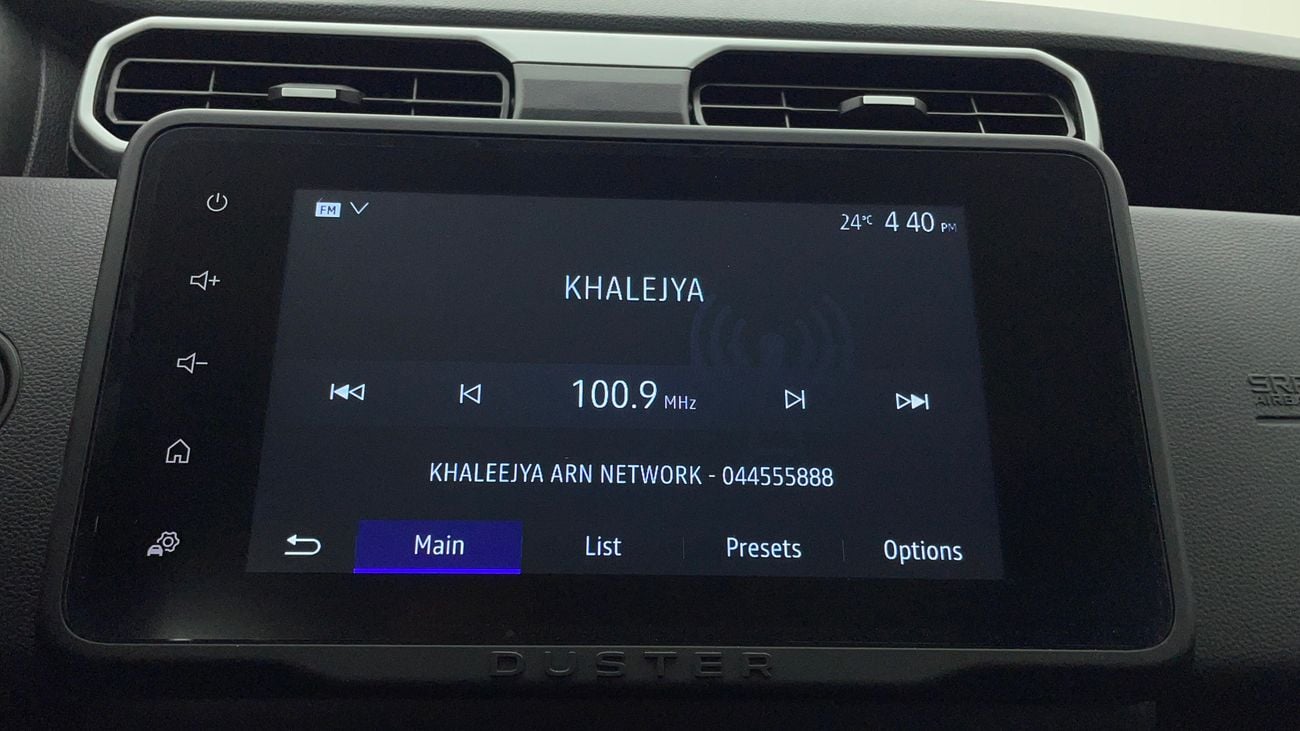 FM 24°C 4 40 PM
KHALEJYA
100.9 MHz
KHALEEJYA ARN NETWORK - 044555888
Main List Presets Options
DUSTER